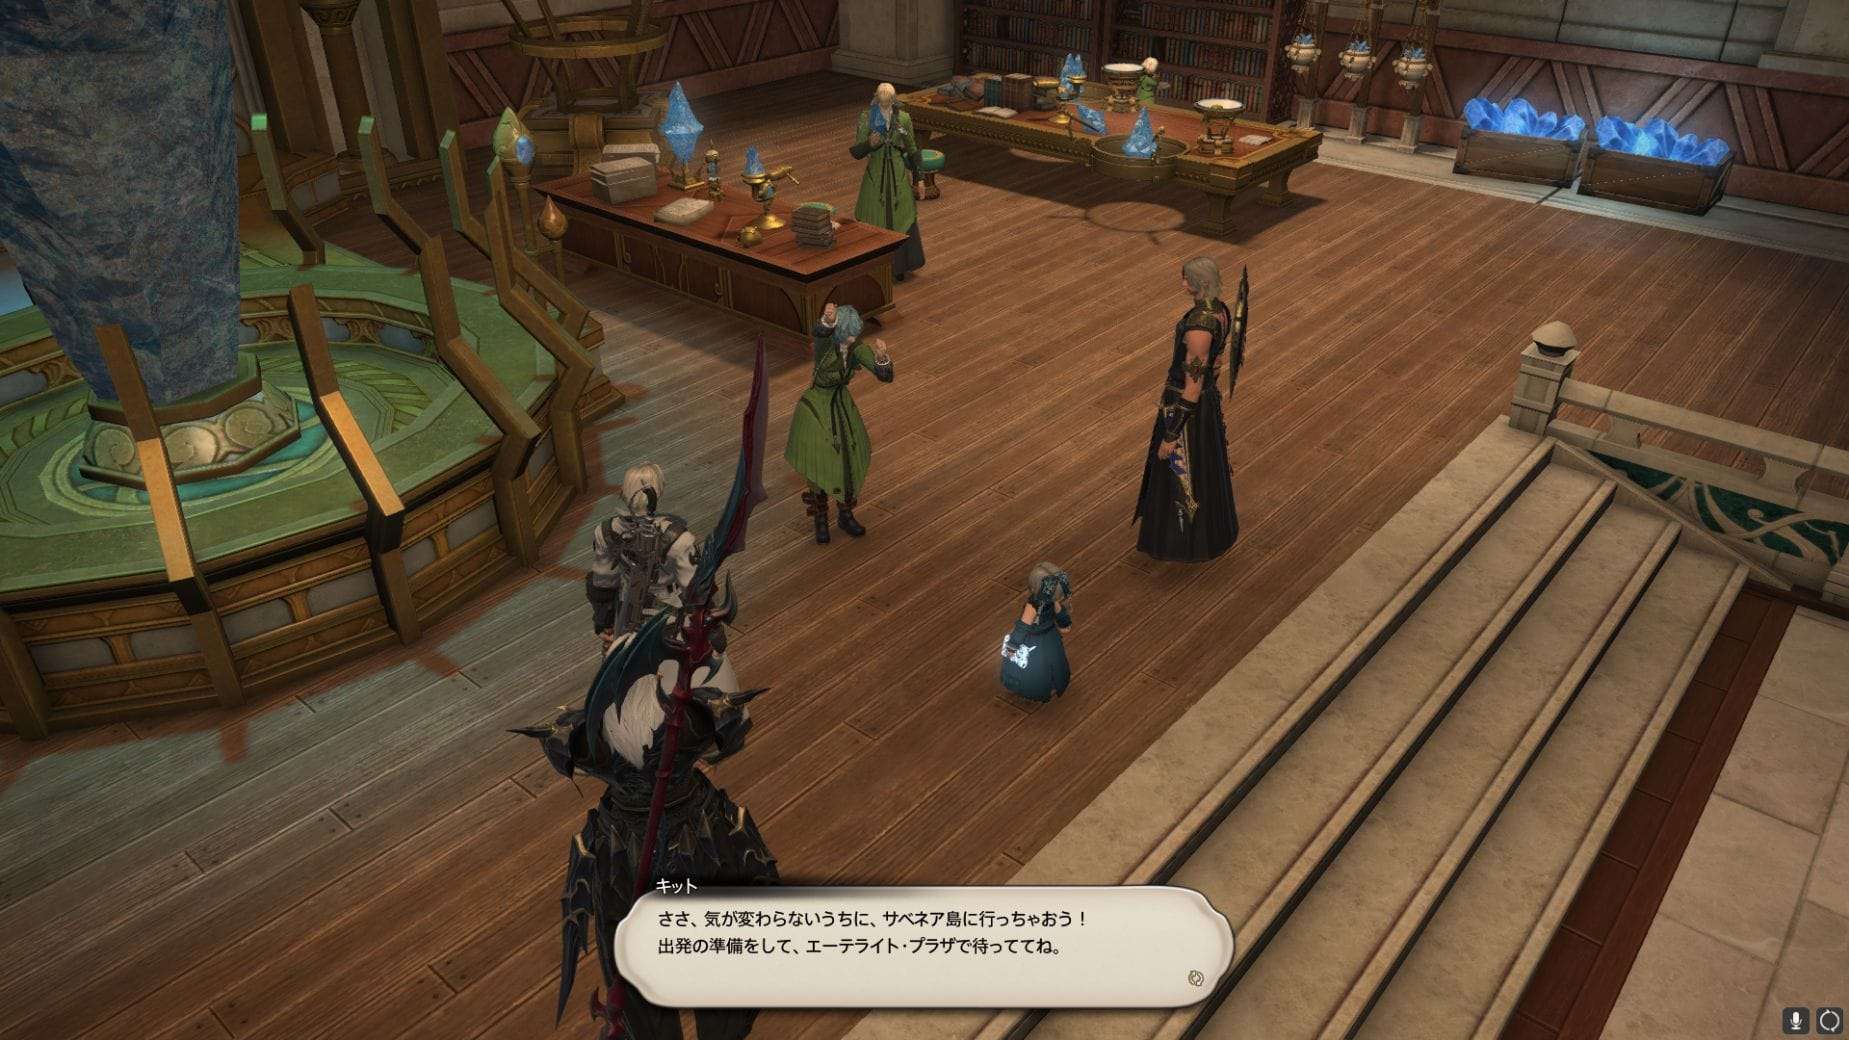 キット
ささ、気が変わらないうちに、サベネア島に行っちゃおう！
出発の準備をして、エーテライト・プラザで待っててね。